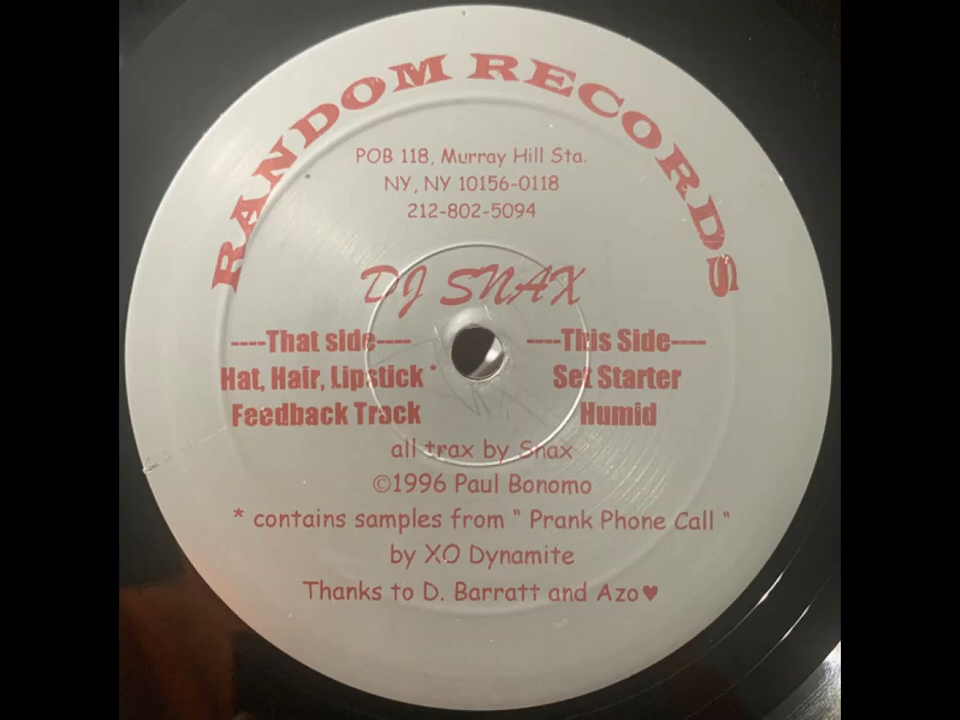 RANDOM RECORDS
POB 118, Murray Hill Sta.
NY, NY 10156-0118
212-802-5094
DJ SNAX
----That side---- ----This Side----
Hat, Hair, Lipstick * Set Starter
Feedback Track Humid
all trax by Snax
©1996 Paul Bonomo
* contains samples from " Prank Phone Call "
by XO Dynamite
Thanks to D. Barratt and Azo♥